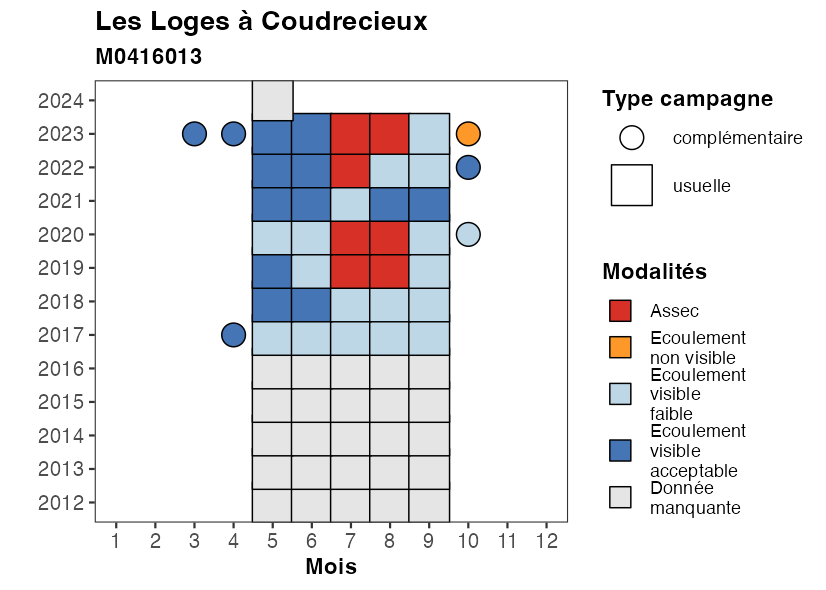 Les Loges à Coudrecieux
M0416013
2024
2023
2022
2021
2020
2019
2018
2017
2016
2015
2014
2013
2012
1 2 3 4 5 6 7 8 9 10 11 12
Mois
Type campagne
complémentaire
usuelle
Modalités
Assec
Ecoulement
non visible
Ecoulement
visible
faible
Ecoulement
visible
acceptable
Donnée
manquante